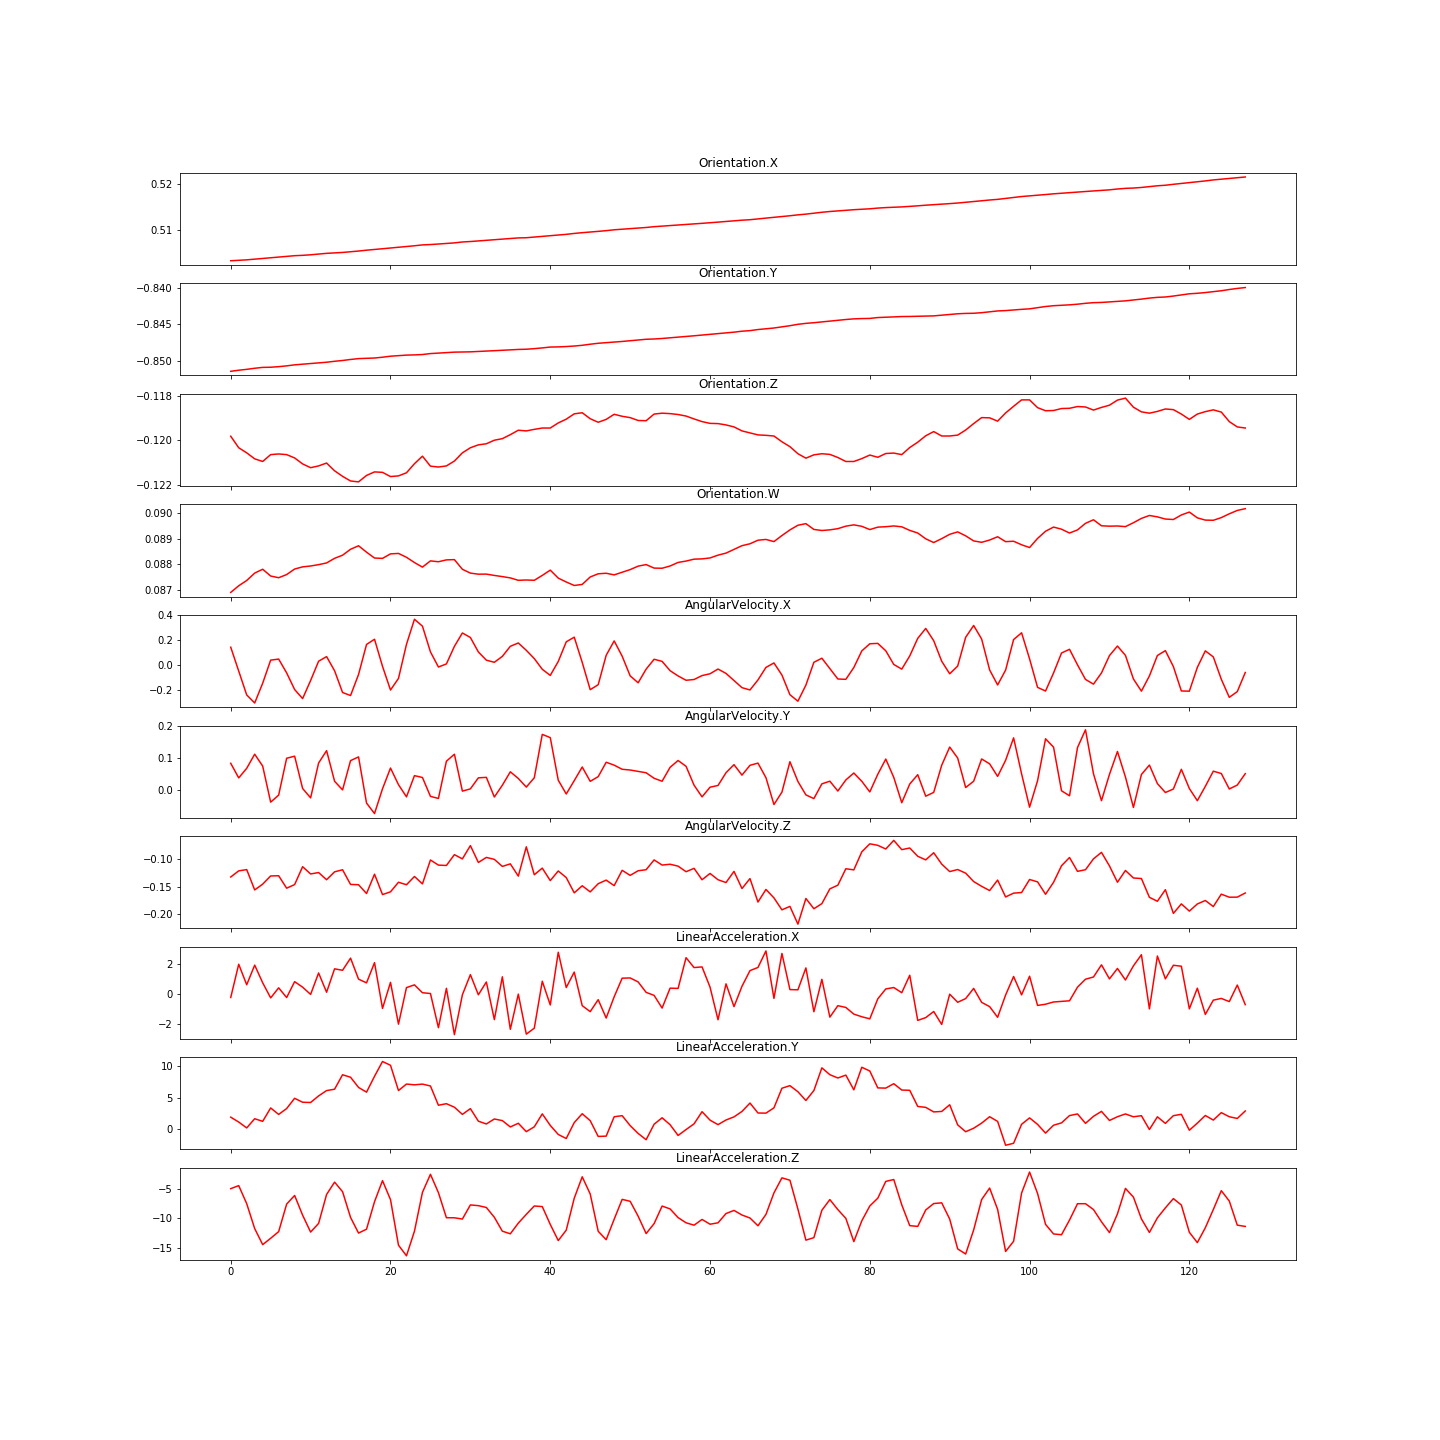 Orientation.X
0.52
0.51
Orientation.Y
−0.840
−0.845
−0.850
Orientation.Z
−0.118
−0.120
−0.122
Orientation.W
0.090
0.089
0.088
0.087
AngularVelocity.X
0.4
0.2
0.0
−0.2
AngularVelocity.Y
0.2
0.1
0.0
AngularVelocity.Z
−0.10
−0.15
−0.20
LinearAcceleration.X
2
0
−2
LinearAcceleration.Y
10
5
0
LinearAcceleration.Z
−5
−10
−15
0 20 40 60 80 100 120